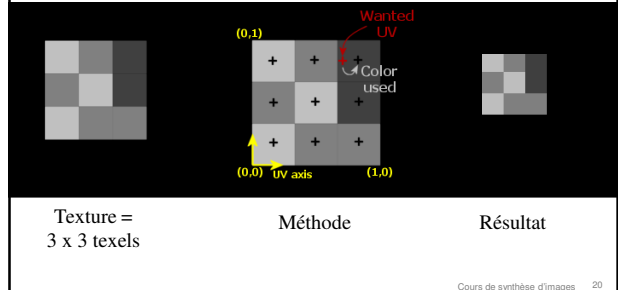 Wanted
UV
(0,1)
Color
used
(0,0) UV axis (1,0)
Texture =
3 x 3 texels
Méthode
Résultat
Cours de synthèse d'images 20